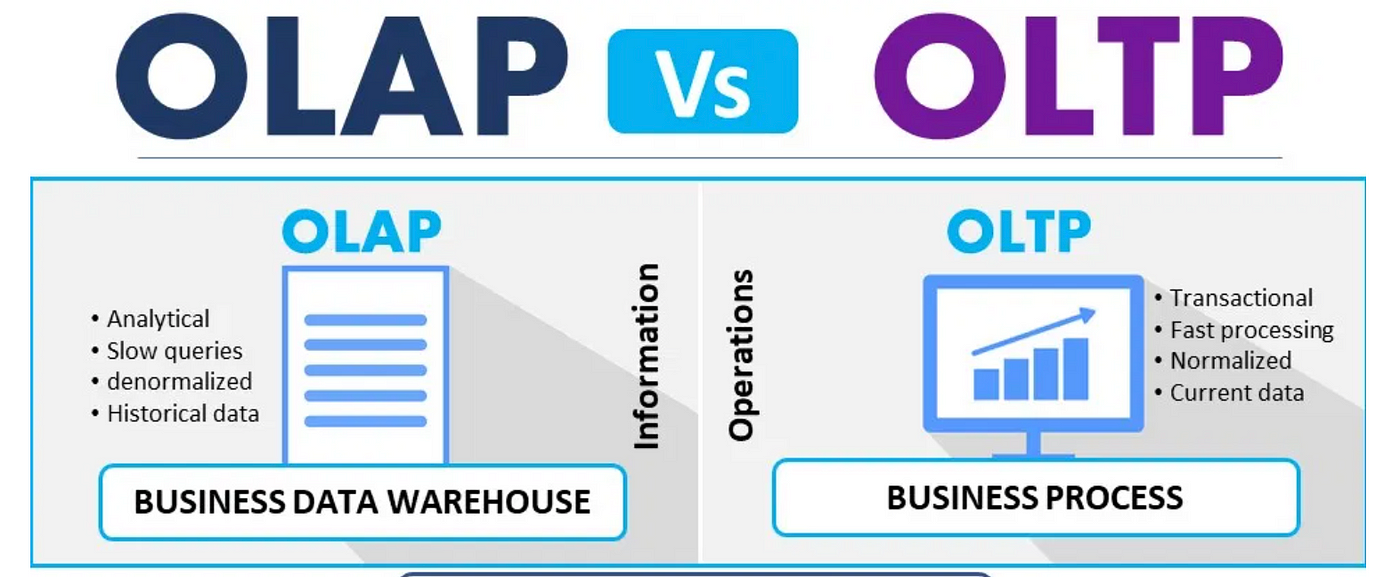 OLAP Vs OLTP
OLAP
• Analytical
• Slow queries
• denormalized
• Historical data
Information
BUSINESS DATA WAREHOUSE
OLTP
Operations
• Transactional
• Fast processing
• Normalized
• Current data
BUSINESS PROCESS